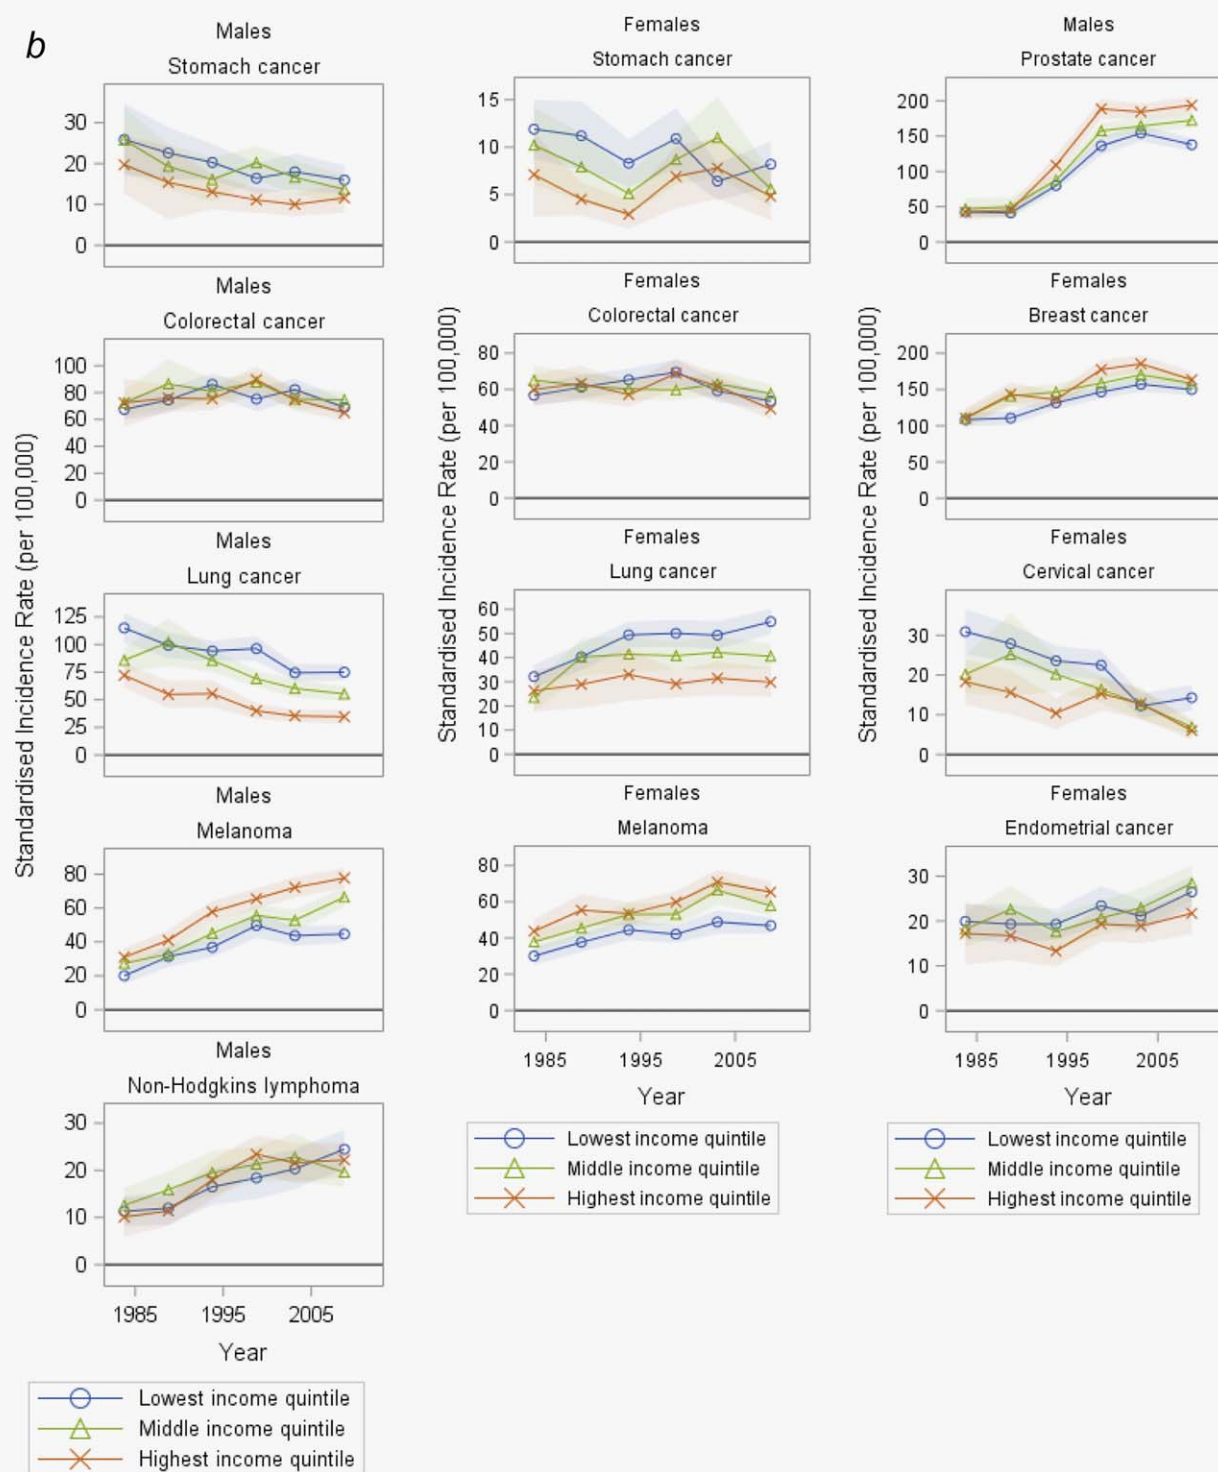 b
Males
Stomach cancer
30
20
10
0
Males
Colorectal cancer
100
80
60
40
20
0
Males
Lung cancer
125
100
75
50
25
0
Males
Melanoma
80
60
40
20
0
Males
Non-Hodgkins lymphoma
30
20
10
0
1985 1995 2005
Year
Standardised Incidence Rate (per 100,000)
Lowest income quintile
Middle income quintile
Highest income quintile
Females
Stomach cancer
15
10
5
0
Females
Colorectal cancer
80
60
40
20
0
Females
Lung cancer
60
50
40
30
20
10
0
Females
Melanoma
80
60
40
20
0
1985 1995 2005
Year
Standardised Incidence Rate (per 100,000)
Lowest income quintile
Middle income quintile
Highest income quintile
Males
Prostate cancer
200
150
100
50
0
Females
Breast cancer
200
150
100
50
0
Females
Cervical cancer
30
20
10
0
Females
Endometrial cancer
30
20
10
0
1985 1995 2005
Year
Standardised Incidence Rate (per 100,000)
Lowest income quintile
Middle income quintile
Highest income quintile